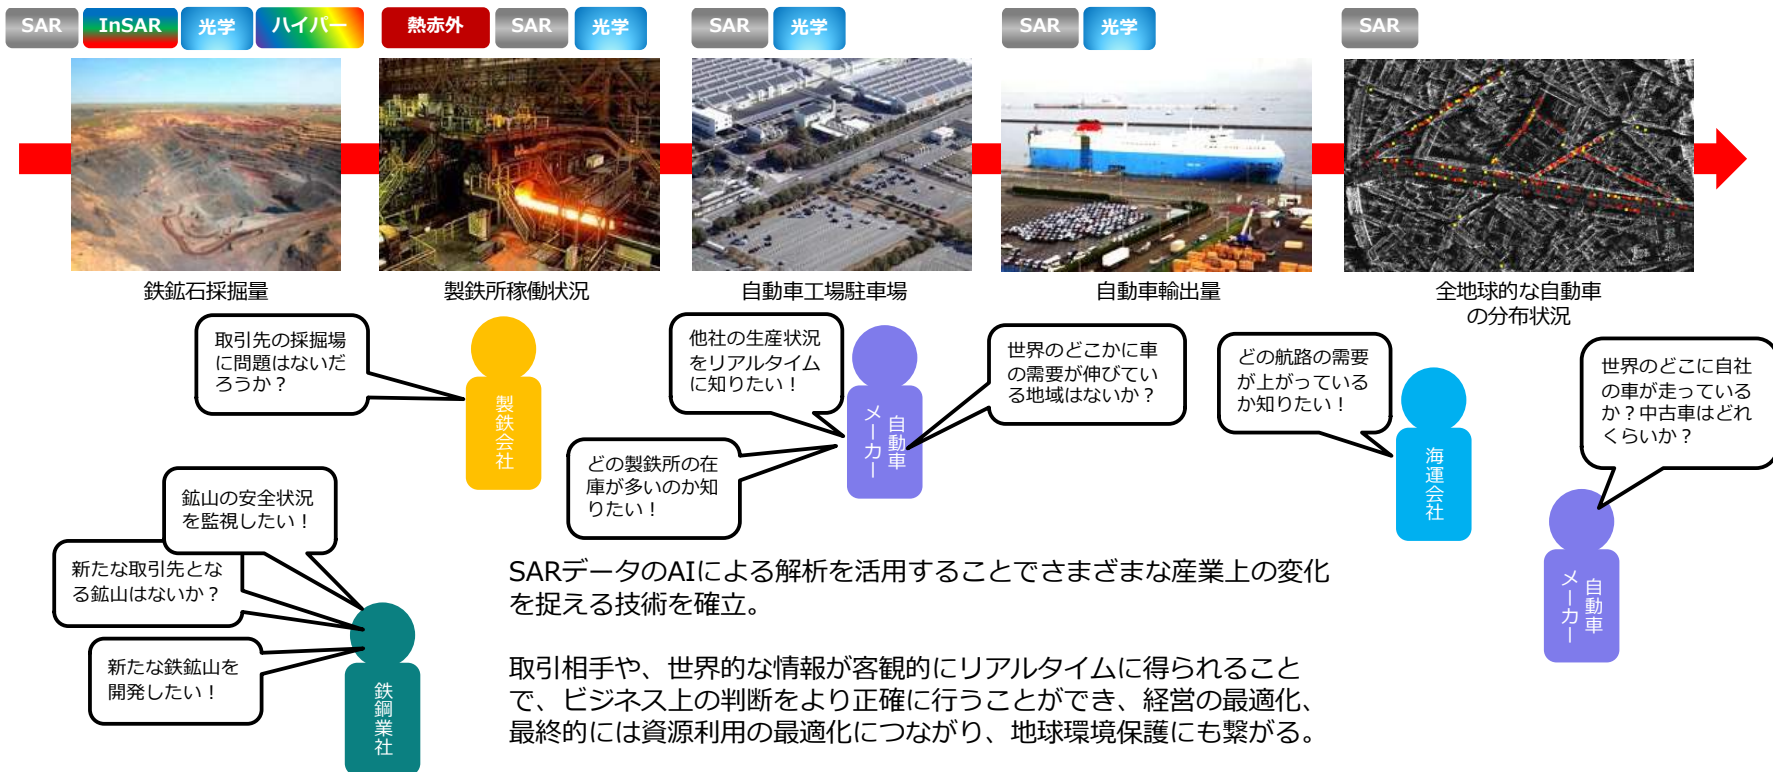 SAR
InSAR
光学
ハイパー
熱赤外
SAR
光学
SAR
光学
SAR
光学
SAR
鉄鉱石採掘量
製鉄所稼働状況
自動車工場駐車場
自動車輸出量
全地球的な自動車
の分布状況
取引先の採掘場
に問題はないだ
ろうか？
製鉄会社
他社の生産状況
をリアルタイム
に知りたい！
世界のどこかに車
の需要が伸びてい
る地域はないか？
どの製鉄所の在
庫が多いのか知
りたい！
自動車
メーカー
どの航路の需要
が上がっている
か知りたい！
海運会社
世界のどこに自社
の車が走っている
か？中古車はどれ
くらいか？
自動車
メーカー
鉱山の安全状況
を監視したい！
新たな取引先とな
る鉱山はないか？
新たな鉄鉱山を
開発したい！
鉄鋼業社
SARデータのAIによる解析を活用することでさまざまな産業上の変化
を捉える技術を確立。
取引相手や、世界的な情報が客観的にリアルタイムに得られること
で、ビジネス上の判断をより正確に行うことができ、経営の最適化、
最終的には資源利用の最適化につながり、地球環境保護にも繋がる。